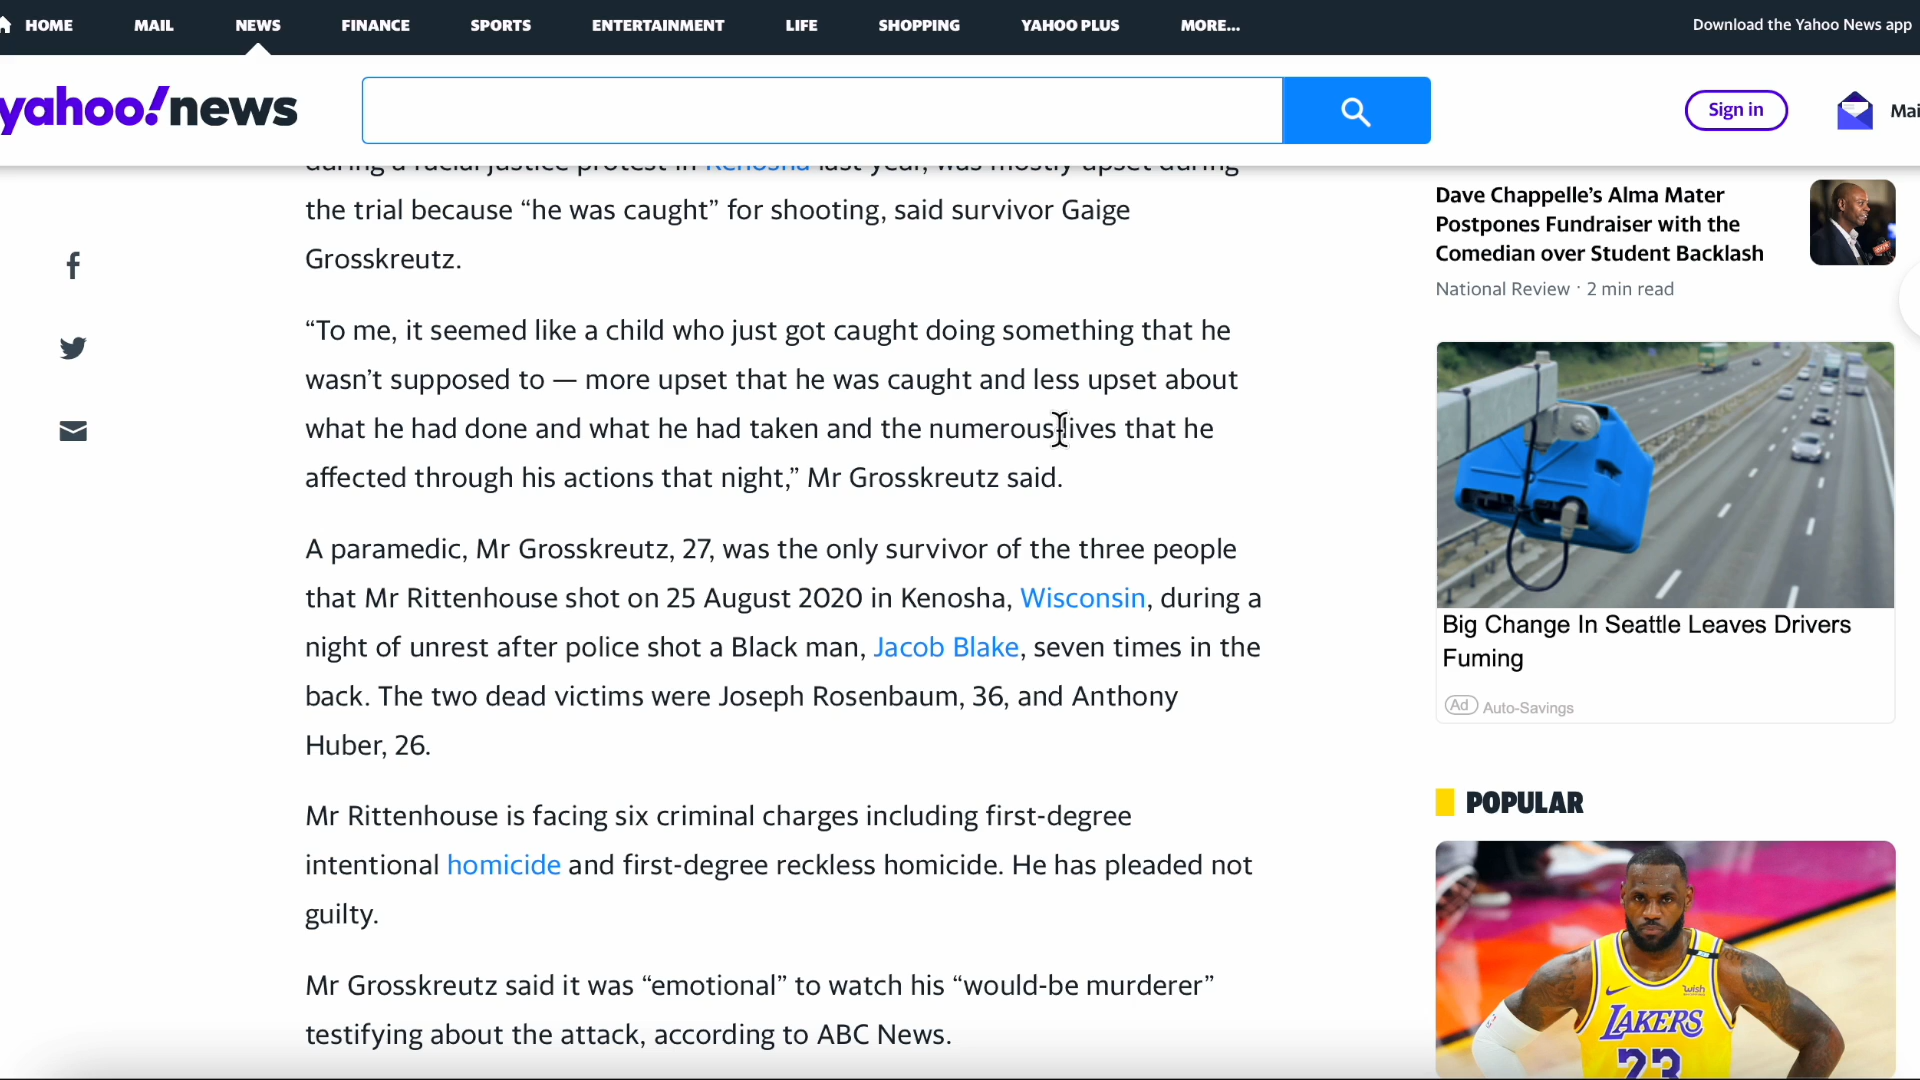 HOME MAIL NEWS FINANCE SPORTS ENTERTAINMENT LIFE SHOPPING YAHOO PLUS MORE... Download the Yahoo News app
yahoo!news
Sign in
Mai
during a racial justice protest in Kenosha last year, was mostly upset during
the trial because “he was caught” for shooting, said survivor Gaige
Grosskreutz.
“To me, it seemed like a child who just got caught doing something that he
wasn’t supposed to — more upset that he was caught and less upset about
what he had done and what he had taken and the numerous lives that he
affected through his actions that night,” Mr Grosskreutz said.
A paramedic, Mr Grosskreutz, 27, was the only survivor of the three people
that Mr Rittenhouse shot on 25 August 2020 in Kenosha, Wisconsin, during a
night of unrest after police shot a Black man, Jacob Blake, seven times in the
back. The two dead victims were Joseph Rosenbaum, 36, and Anthony
Huber, 26.
Mr Rittenhouse is facing six criminal charges including first-degree
intentional homicide and first-degree reckless homicide. He has pleaded not
guilty.
Mr Grosskreutz said it was “emotional” to watch his “would-be murderer”
testifying about the attack, according to ABC News.
Dave Chappelle’s Alma Mater
Postpones Fundraiser with the
Comedian over Student Backlash
National Review · 2 min read
Big Change In Seattle Leaves Drivers
Fuming
Ad Auto-Savings
POPULAR
wish
LAKERS
23